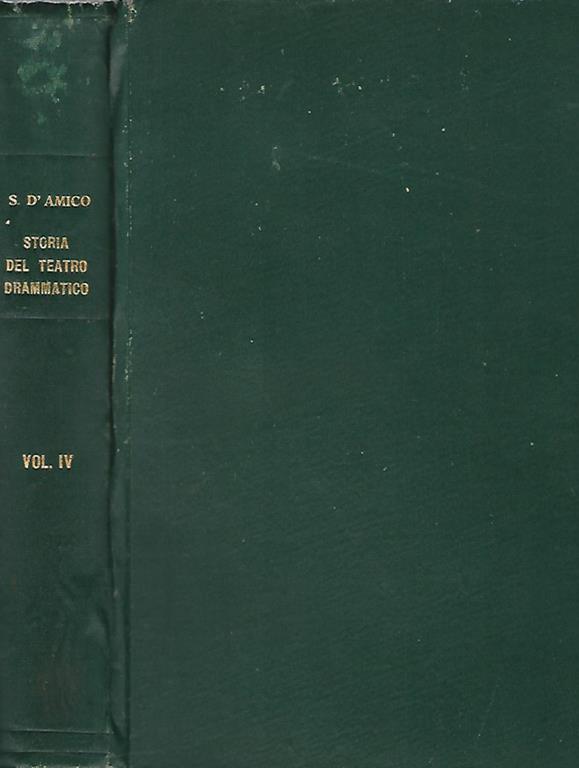 S. D' AMICO
STORIA
DEL TEATRO
DRAMMATICO
VOL. IV